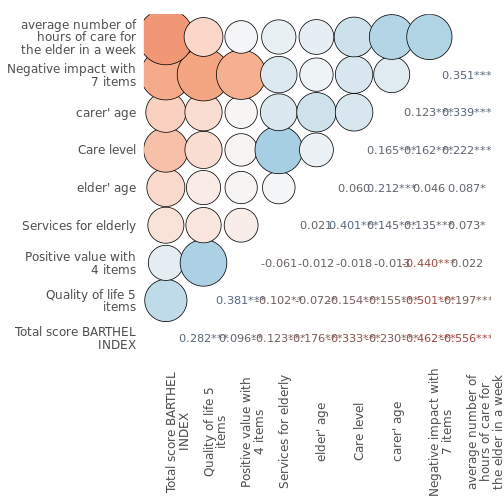 average number of
hours of care for
the elder in a week
Negative impact with
7 items
0.351***
carer' age
0.123*** 0.339***
Care level
0.165*** 0.162*** 0.222***
elder' age
0.060 0.212*** 0.046 0.087*
Services for elderly
0.021 0.401*** 0.145*** 0.135*** 0.073*
Positive value with
4 items
-0.061 -0.012 -0.018 -0.013 -0.440*** 0.022
Quality of life 5
items
0.381*** -0.102** -0.072* -0.154*** -0.155*** -0.501*** -0.197***
Total score BARTHEL
INDEX
0.282*** 0.096** -0.123*** -0.176*** -0.333*** -0.230*** -0.462*** -0.556***
Total score BARTHEL
INDEX
Quality of life 5
items
Positive value with
4 items
Services for elderly
elder' age
Care level
carer' age
Negative impact with
7 items
average number of
hours of care for
the elder in a week